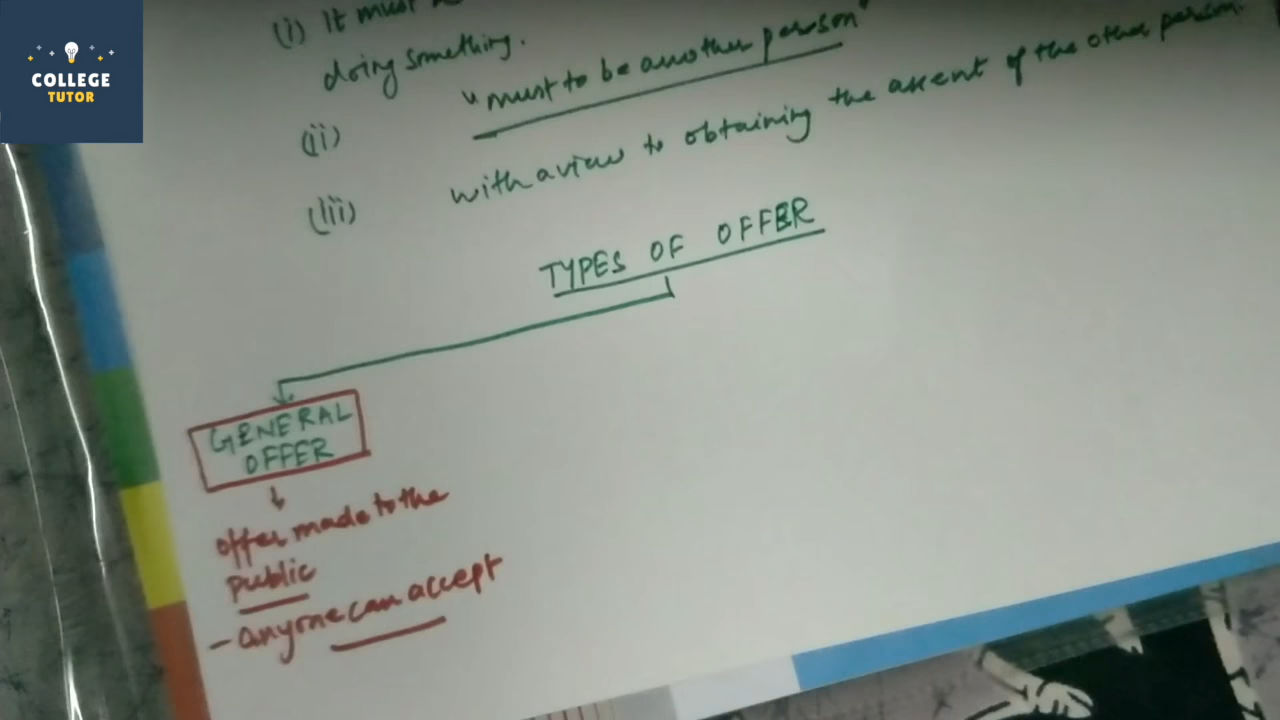 COLLEGE
TUTOR
(i) It must
doing something.
(ii) "must to be another person"
(iii) with a view to obtaining the assent of the other person.
TYPES OF OFFER
GENERAL
OFFER
offer made to the
public
- anyone can accept